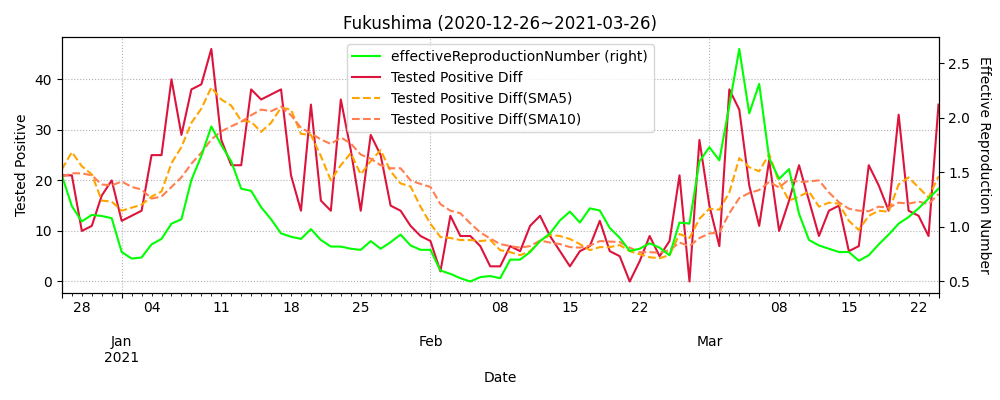 Fukushima (2020-12-26~2021-03-26)
effectiveReproductionNumber (right)
Tested Positive Diff
Tested Positive Diff(SMA5)
Tested Positive Diff(SMA10)
Tested Positive
40
30
20
10
0
Effective Reproduction Number
2.5
2.0
1.5
1.0
0.5
28 04 11 18 25 08 15 22 08 15 22
Jan Feb Mar
2021
Date